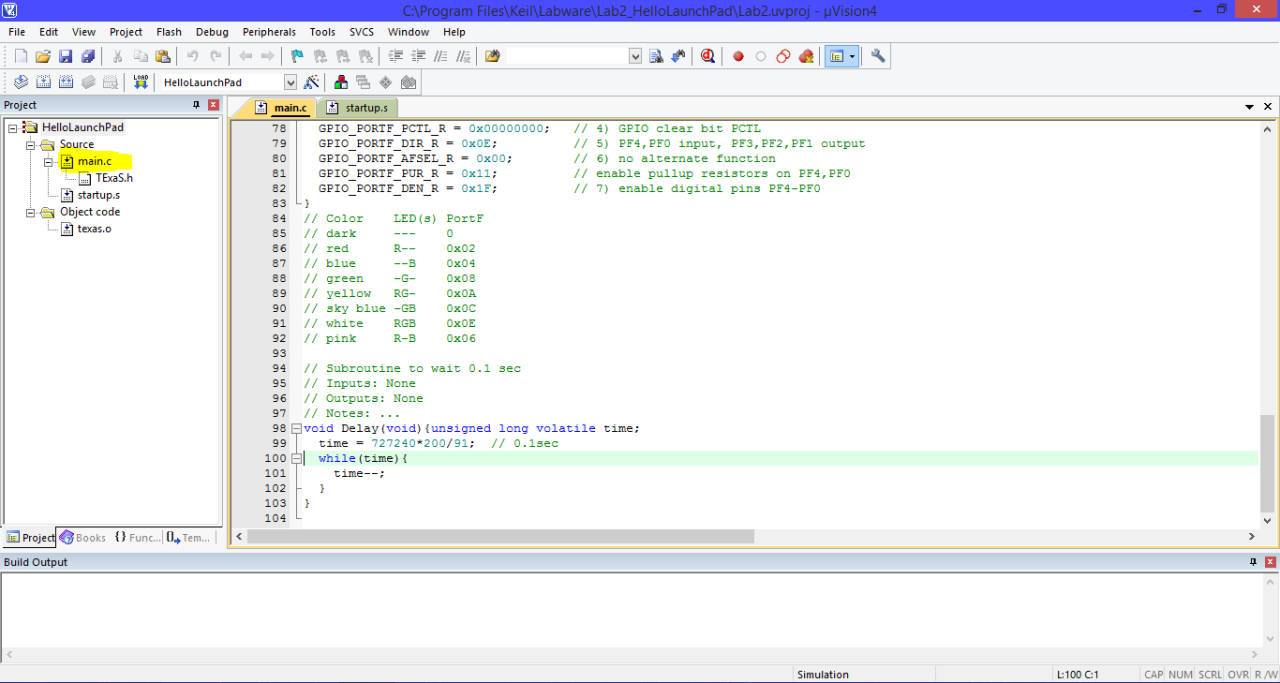 C:\Program Files\Keil\Labware\Lab2_HelloLaunchPad\Lab2.uvproj - µVision4
File Edit View Project Flash Debug Peripherals Tools SVCS Window Help
LOAD HelloLaunchPad
Project
HelloLaunchPad
Source
main.c
TExaS.h
startup.s
Object code
texas.o
Project Books {} Func... 0 Tem...
main.c startup.s
78 GPIO_PORTF_PCTL_R = 0x00000000; // 4) GPIO clear bit PCTL
79 GPIO_PORTF_DIR_R = 0x0E; // 5) PF4,PF0 input, PF3,PF2,PF1 output
80 GPIO_PORTF_AFSEL_R = 0x00; // 6) no alternate function
81 GPIO_PORTF_PUR_R = 0x11; // enable pullup resistors on PF4,PF0
82 GPIO_PORTF_DEN_R = 0x1F; // 7) enable digital pins PF4-PF0
83 }
84 // Color LED(s) PortF
85 // dark --- 0
86 // red R-- 0x02
87 // blue --B 0x04
88 // green -G- 0x08
89 // yellow RG- 0x0A
90 // sky blue -GB 0x0C
91 // white RGB 0x0E
92 // pink R-B 0x06
93
94 // Subroutine to wait 0.1 sec
95 // Inputs: None
96 // Outputs: None
97 // Notes: ...
98 void Delay(void){unsigned long volatile time;
99 time = 727240*200/91; // 0.1sec
100 while(time){
101 time--;
102 }
103 }
104
Build Output
Simulation L:100 C:1 CAP NUM SCRL OVR R/W